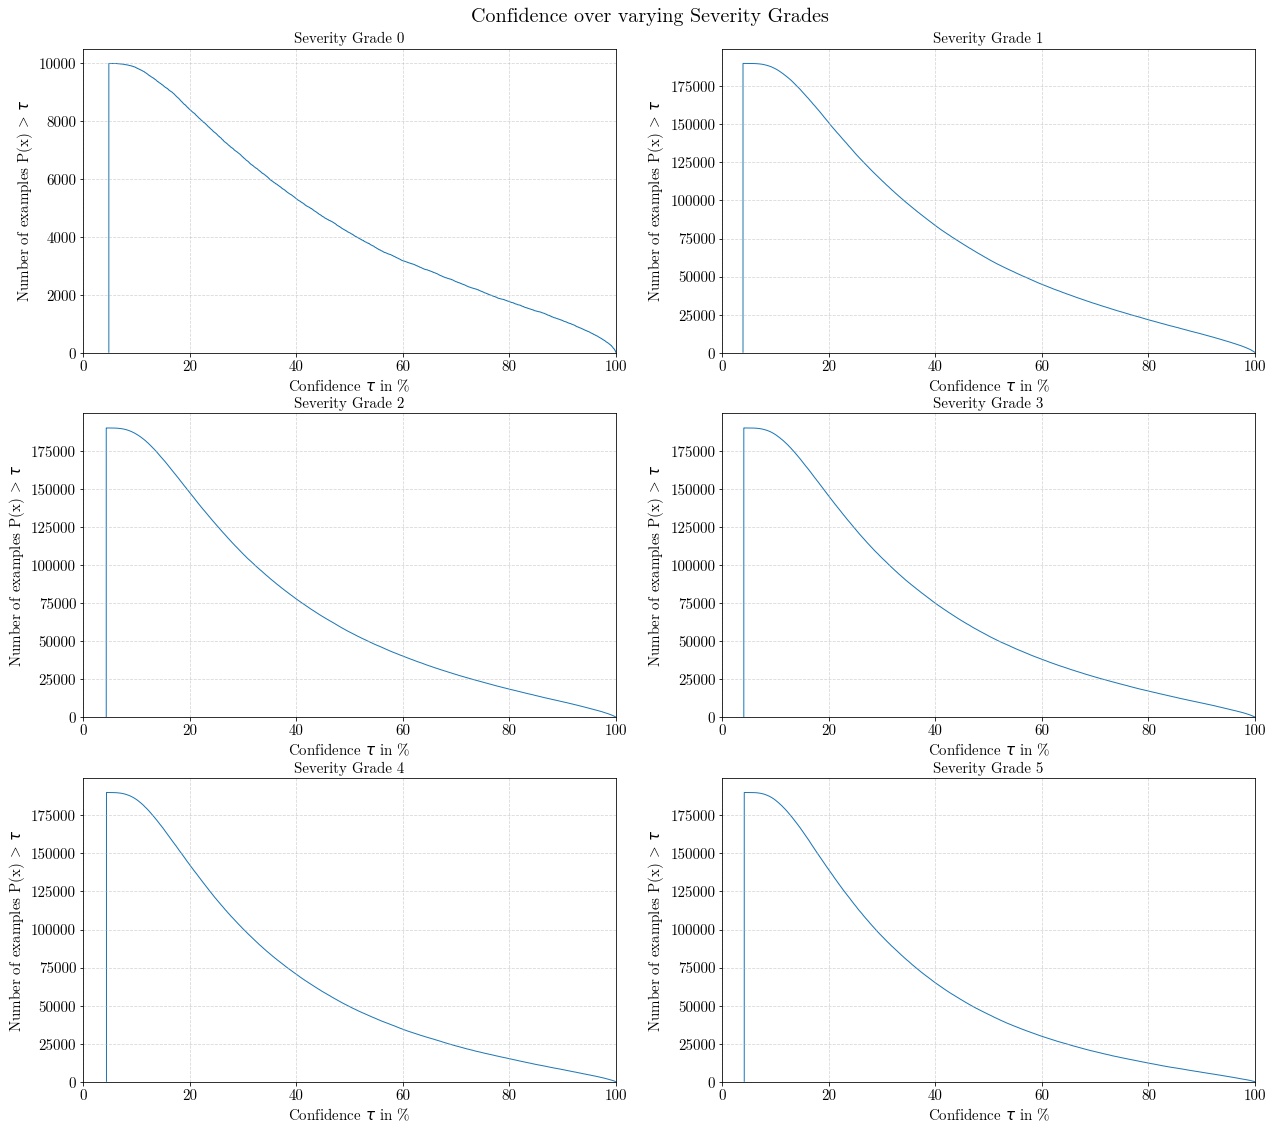 Confidence over varying Severity Grades
Severity Grade 0
Number of examples P(x) > τ
10000
8000
6000
4000
2000
0
0 20 40 60 80 100
Confidence τ in %
Severity Grade 1
Number of examples P(x) > τ
175000
150000
125000
100000
75000
50000
25000
0
0 20 40 60 80 100
Confidence τ in %
Severity Grade 2
Number of examples P(x) > τ
175000
150000
125000
100000
75000
50000
25000
0
0 20 40 60 80 100
Confidence τ in %
Severity Grade 3
Number of examples P(x) > τ
175000
150000
125000
100000
75000
50000
25000
0
0 20 40 60 80 100
Confidence τ in %
Severity Grade 4
Number of examples P(x) > τ
175000
150000
125000
100000
75000
50000
25000
0
0 20 40 60 80 100
Confidence τ in %
Severity Grade 5
Number of examples P(x) > τ
175000
150000
125000
100000
75000
50000
25000
0
0 20 40 60 80 100
Confidence τ in %